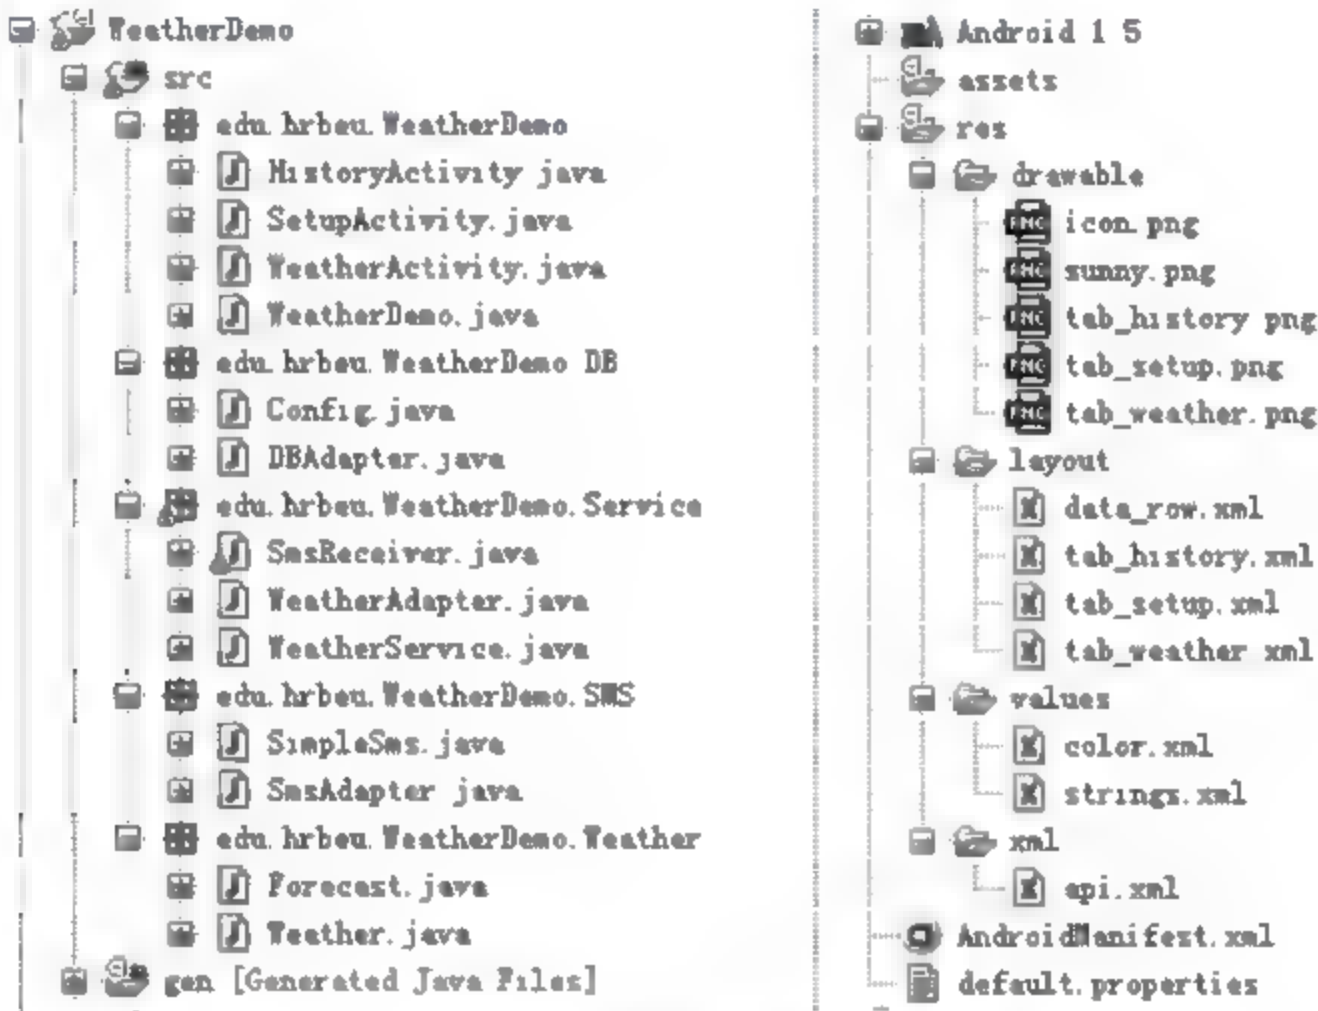 WeatherDemo
src
edu.hrbeu.WeatherDemo
HistoryActivity java
SetupActivity.java
WeatherActivity.java
WeatherDemo.java
edu.hrbeu.WeatherDemo DB
Config.java
DBAdapter.java
edu.hrbeu.WeatherDemo.Service
SmsReceiver.java
WeatherAdapter.java
WeatherService.java
edu.hrbeu.WeatherDemo.SMS
SimpleSms.java
SmsAdapter java
edu.hrbeu.WeatherDemo.Weather
Forecast.java
Weather.java
gen [Generated Java Files]
Android 1 5
assets
res
drawable
icon.png
sunny.png
tab_history png
tab_setup.png
tab_weather.png
layout
data_row.xml
tab_history.xml
tab_setup.xml
tab_weather xml
values
color.xml
strings.xml
xml
api.xml
AndroidManifest.xml
default.properties